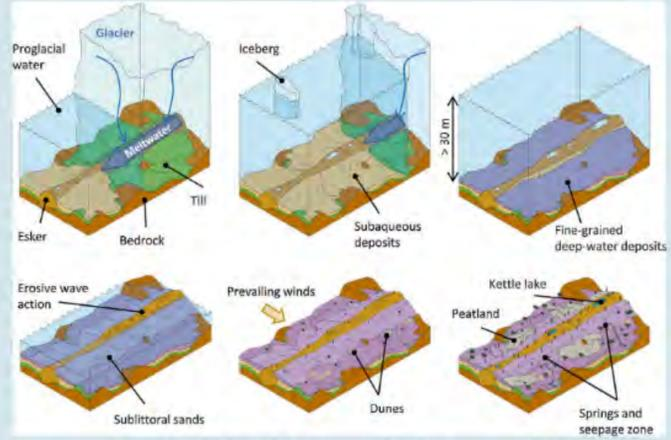 Glacier
Proglacial
water
Meltwater
Till
Esker
Bedrock
Iceberg
Subaqueous
deposits
> 30 m
Fine-grained
deep-water deposits
Erosive wave
action
Sublittoral sands
Prevailing winds
Dunes
Kettle lake
Peatland
Springs and
seepage zone